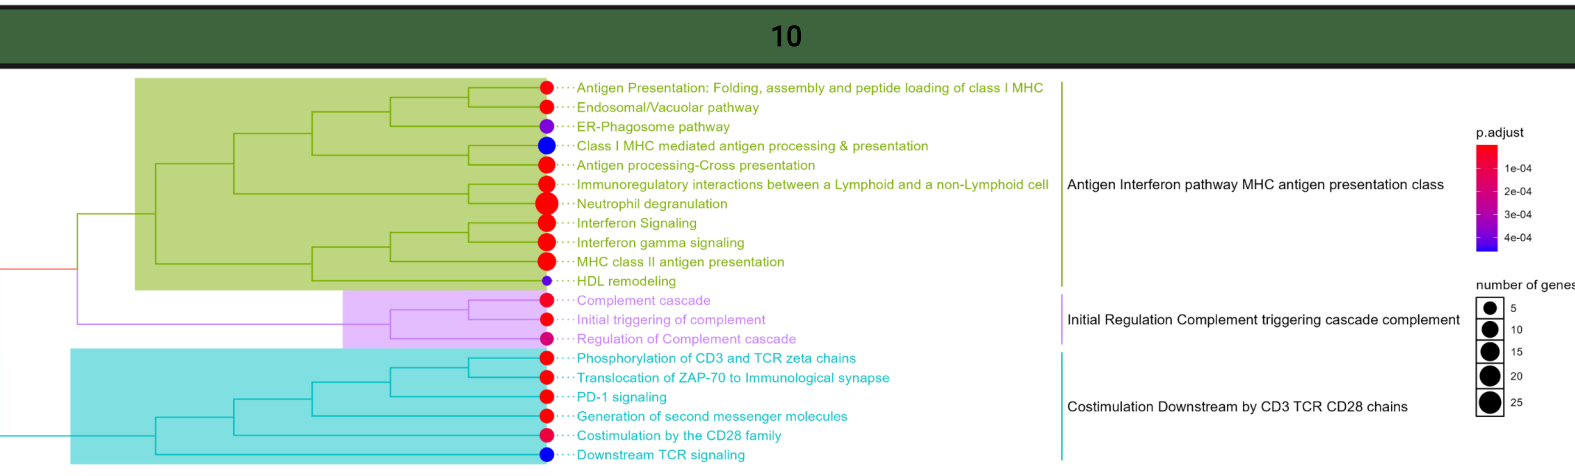 10
Antigen Presentation: Folding, assembly and peptide loading of class I MHC
Endosomal/Vacuolar pathway
ER-Phagosome pathway
Class I MHC mediated antigen processing & presentation
Antigen processing-Cross presentation
Immunoregulatory interactions between a Lymphoid and a non-Lymphoid cell
Neutrophil degranulation
Interferon Signaling
Interferon gamma signaling
MHC class II antigen presentation
HDL remodeling
Complement cascade
Initial triggering of complement
Regulation of Complement cascade
Phosphorylation of CD3 and TCR zeta chains
Translocation of ZAP-70 to Immunological synapse
PD-1 signaling
Generation of second messenger molecules
Costimulation by the CD28 family
Downstream TCR signaling
Antigen Interferon pathway MHC antigen presentation class
Initial Regulation Complement triggering cascade complement
Costimulation Downstream by CD3 TCR CD28 chains
p.adjust
1e-04
2e-04
3e-04
4e-04
number of genes
5
10
15
20
25